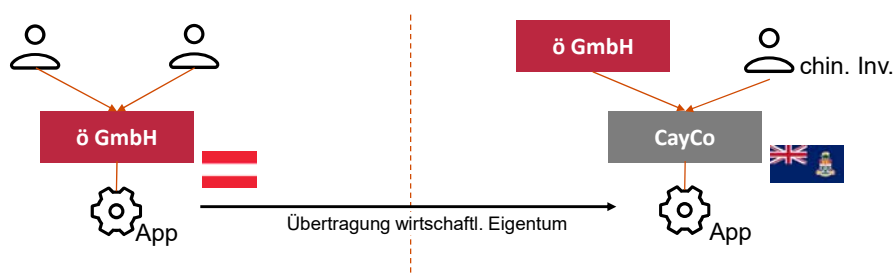 ö GmbH
chin. Inv.
ö GmbH
CayCo
App
App
Übertragung wirtschaftl. Eigentum